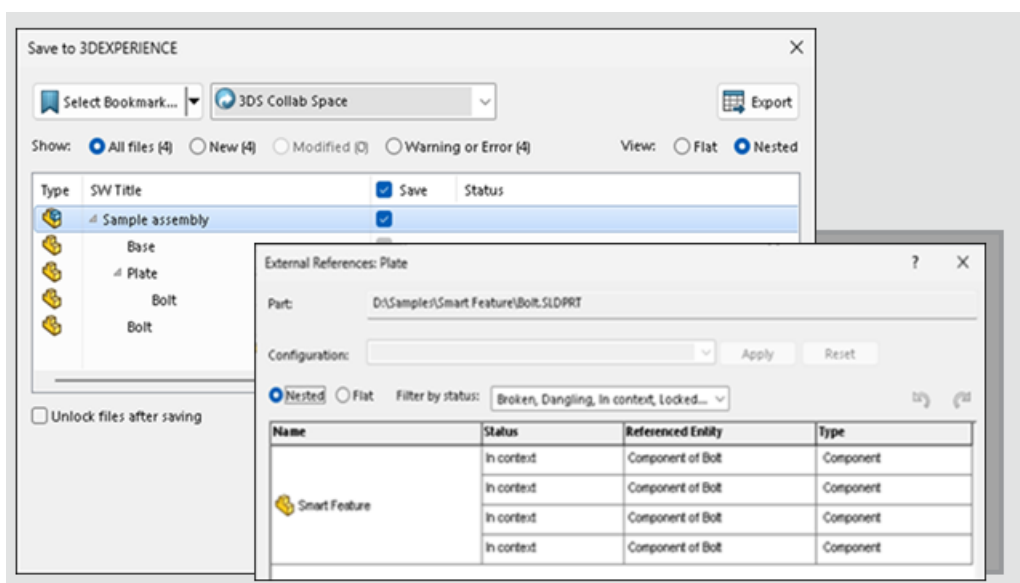 Save to 3DEXPERIENCE
Select Bookmark... 3DS Collab Space Export
Show: All files (4) New (4) Modified (0) Warning or Error (4) View: Flat Nested
Type SW Title Save Status
Sample assembly
Base
Plate
Bolt
Bolt
Unlock files after saving
External References: Plate ?
Part: D:\Samples\Smart Feature\Bolt.SLDPRT
Configuration: Apply Reset
Nested Flat Filter by status: Broken, Dangling, In context, Locked...
Name Status Referenced Entity Type
In context Component of Bolt Component
In context Component of Bolt Component
Smart Feature
In context Component of Bolt Component
In context Component of Bolt Component